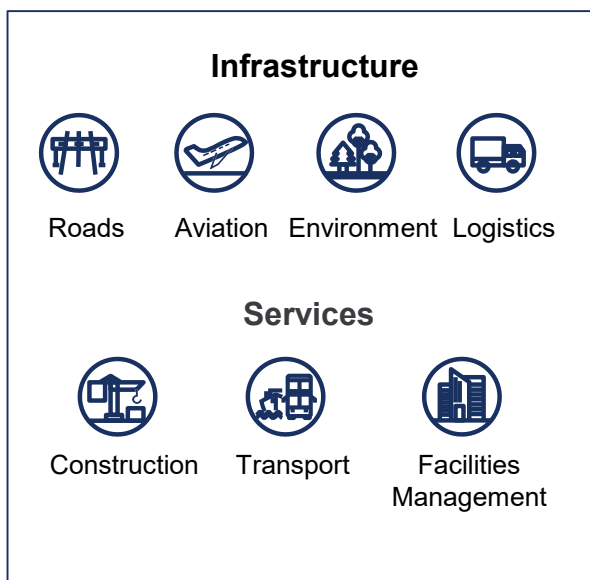 Infrastructure
Roads Aviation Environment Logistics
Services
Construction Transport Facilities
Management